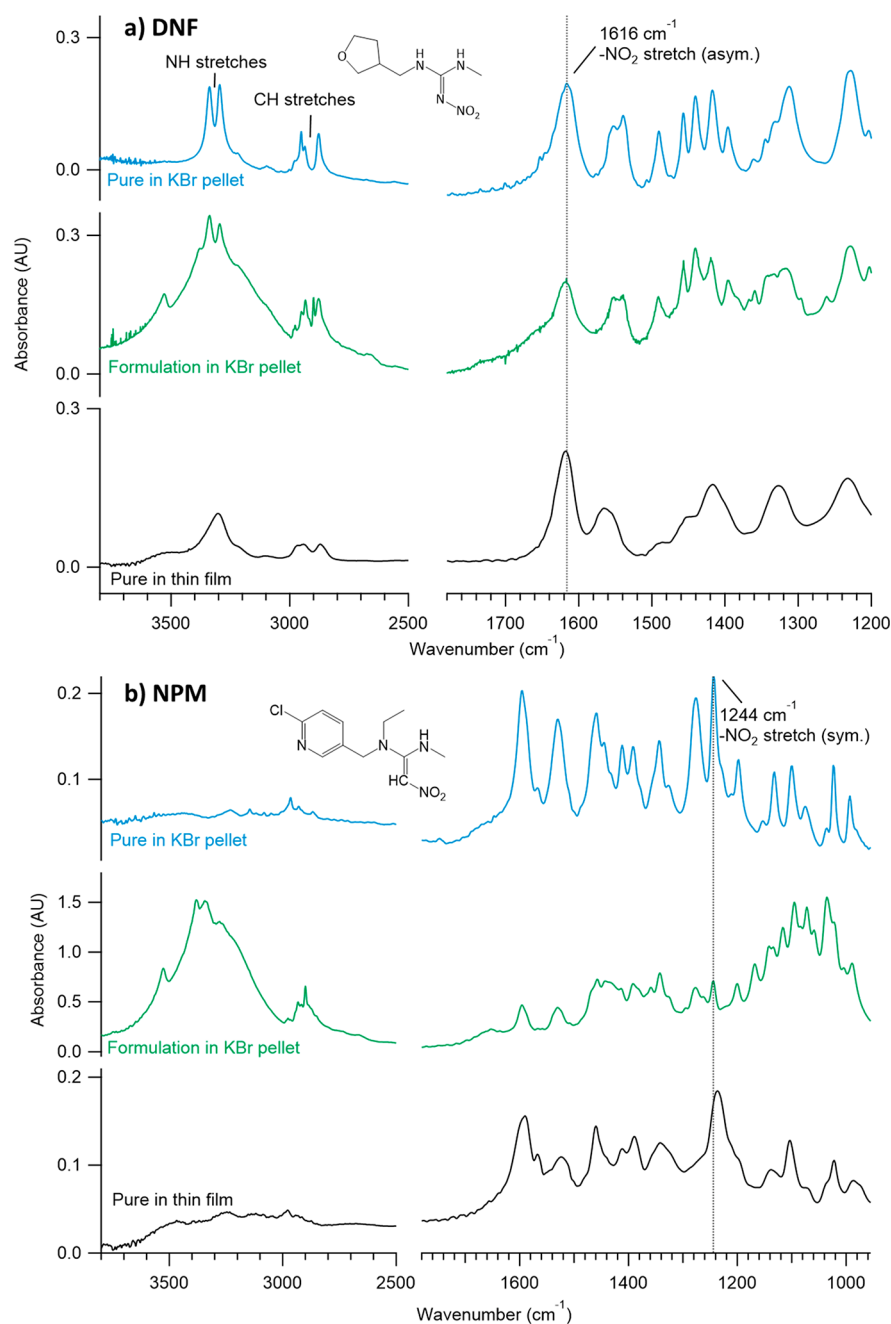 a) DNF
0.3
0.0
Pure in KBr pellet
NH stretches
CH stretches
O
H
N
H
N
N
NO2
1616 cm-1
-NO2 stretch (asym.)
Absorbance (AU)
0.3
0.0
Formulation in KBr pellet
0.3
0.0
Pure in thin film
3500 3000 2500 1700 1600 1500 1400 1300 1200
Wavenumber (cm-1)
b) NPM
0.2
0.1
Pure in KBr pellet
Cl
N
N
H
N
HC
NO2
1244 cm-1
-NO2 stretch (sym.)
Absorbance (AU)
1.5
1.0
0.5
0.0
Formulation in KBr pellet
0.2
0.1
0.0
Pure in thin film
3500 3000 2500 1600 1400 1200 1000
Wavenumber (cm-1)